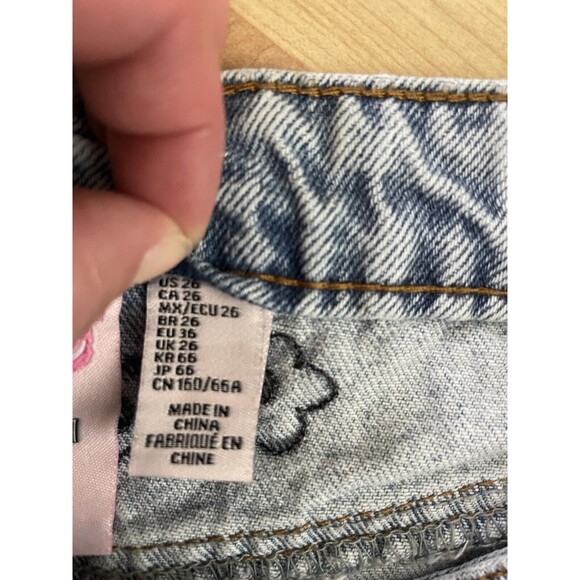 US 26
CA 26
MX/ECU 26
BR 26
EU 36
UK 26
KR 66
JP 66
CN 160/66A
MADE IN
CHINA
FABRIQUÉ EN
CHINE